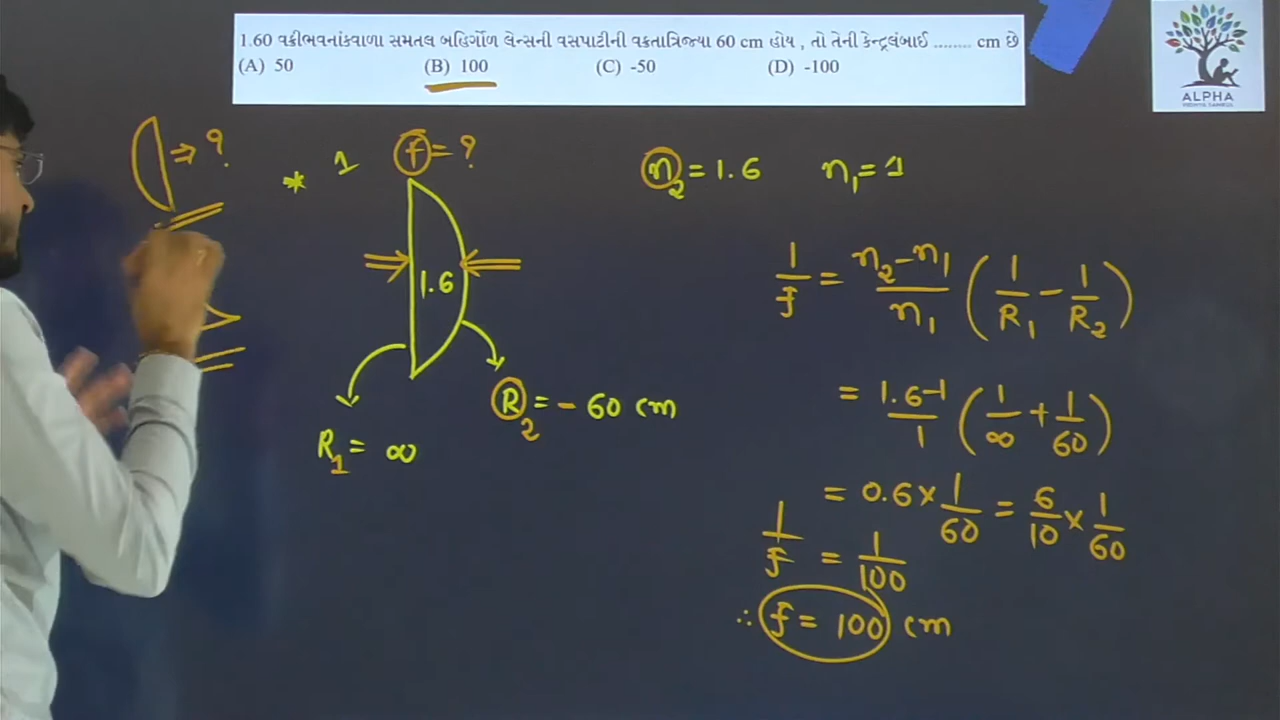 1.60 વક્રીભવનાંકવાળા સમતલ બહિર્ગોળ લેન્સની વસપાટીની વક્રતાત્રિજ્યા 60 cm હોય , તો તેની કેન્દ્રલંબાઈ ........ cm છે
(A) 50 (B) 100 (C) -50 (D) -100
ALPHA
VIDHYA SANKUL
⇒ ?
* 1 f = ?
1.6
R₁ = ∞
R₂ = - 60 cm
n₂ = 1.6 n₁ = 1
1/f = (n₂-n₁)/n₁ (1/R₁ - 1/R₂)
= (1.6-1)/1 (1/∞ + 1/60)
= 0.6 × 1/60 = 6/10 × 1/60
1/f = 1/100
∴ f = 100 cm